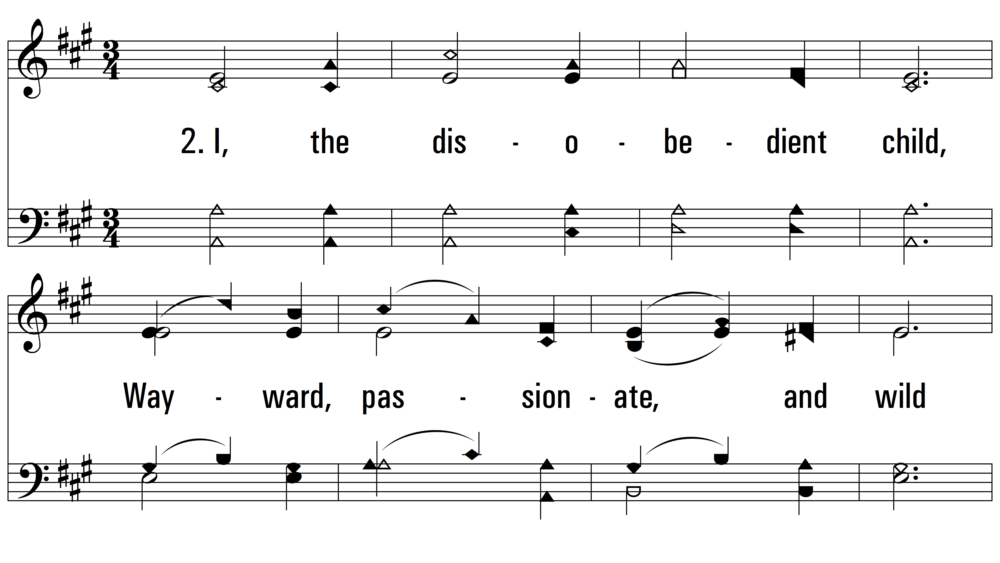 2. I, the dis - o - be - dient child,
Way - ward, pas - sion - ate, and wild